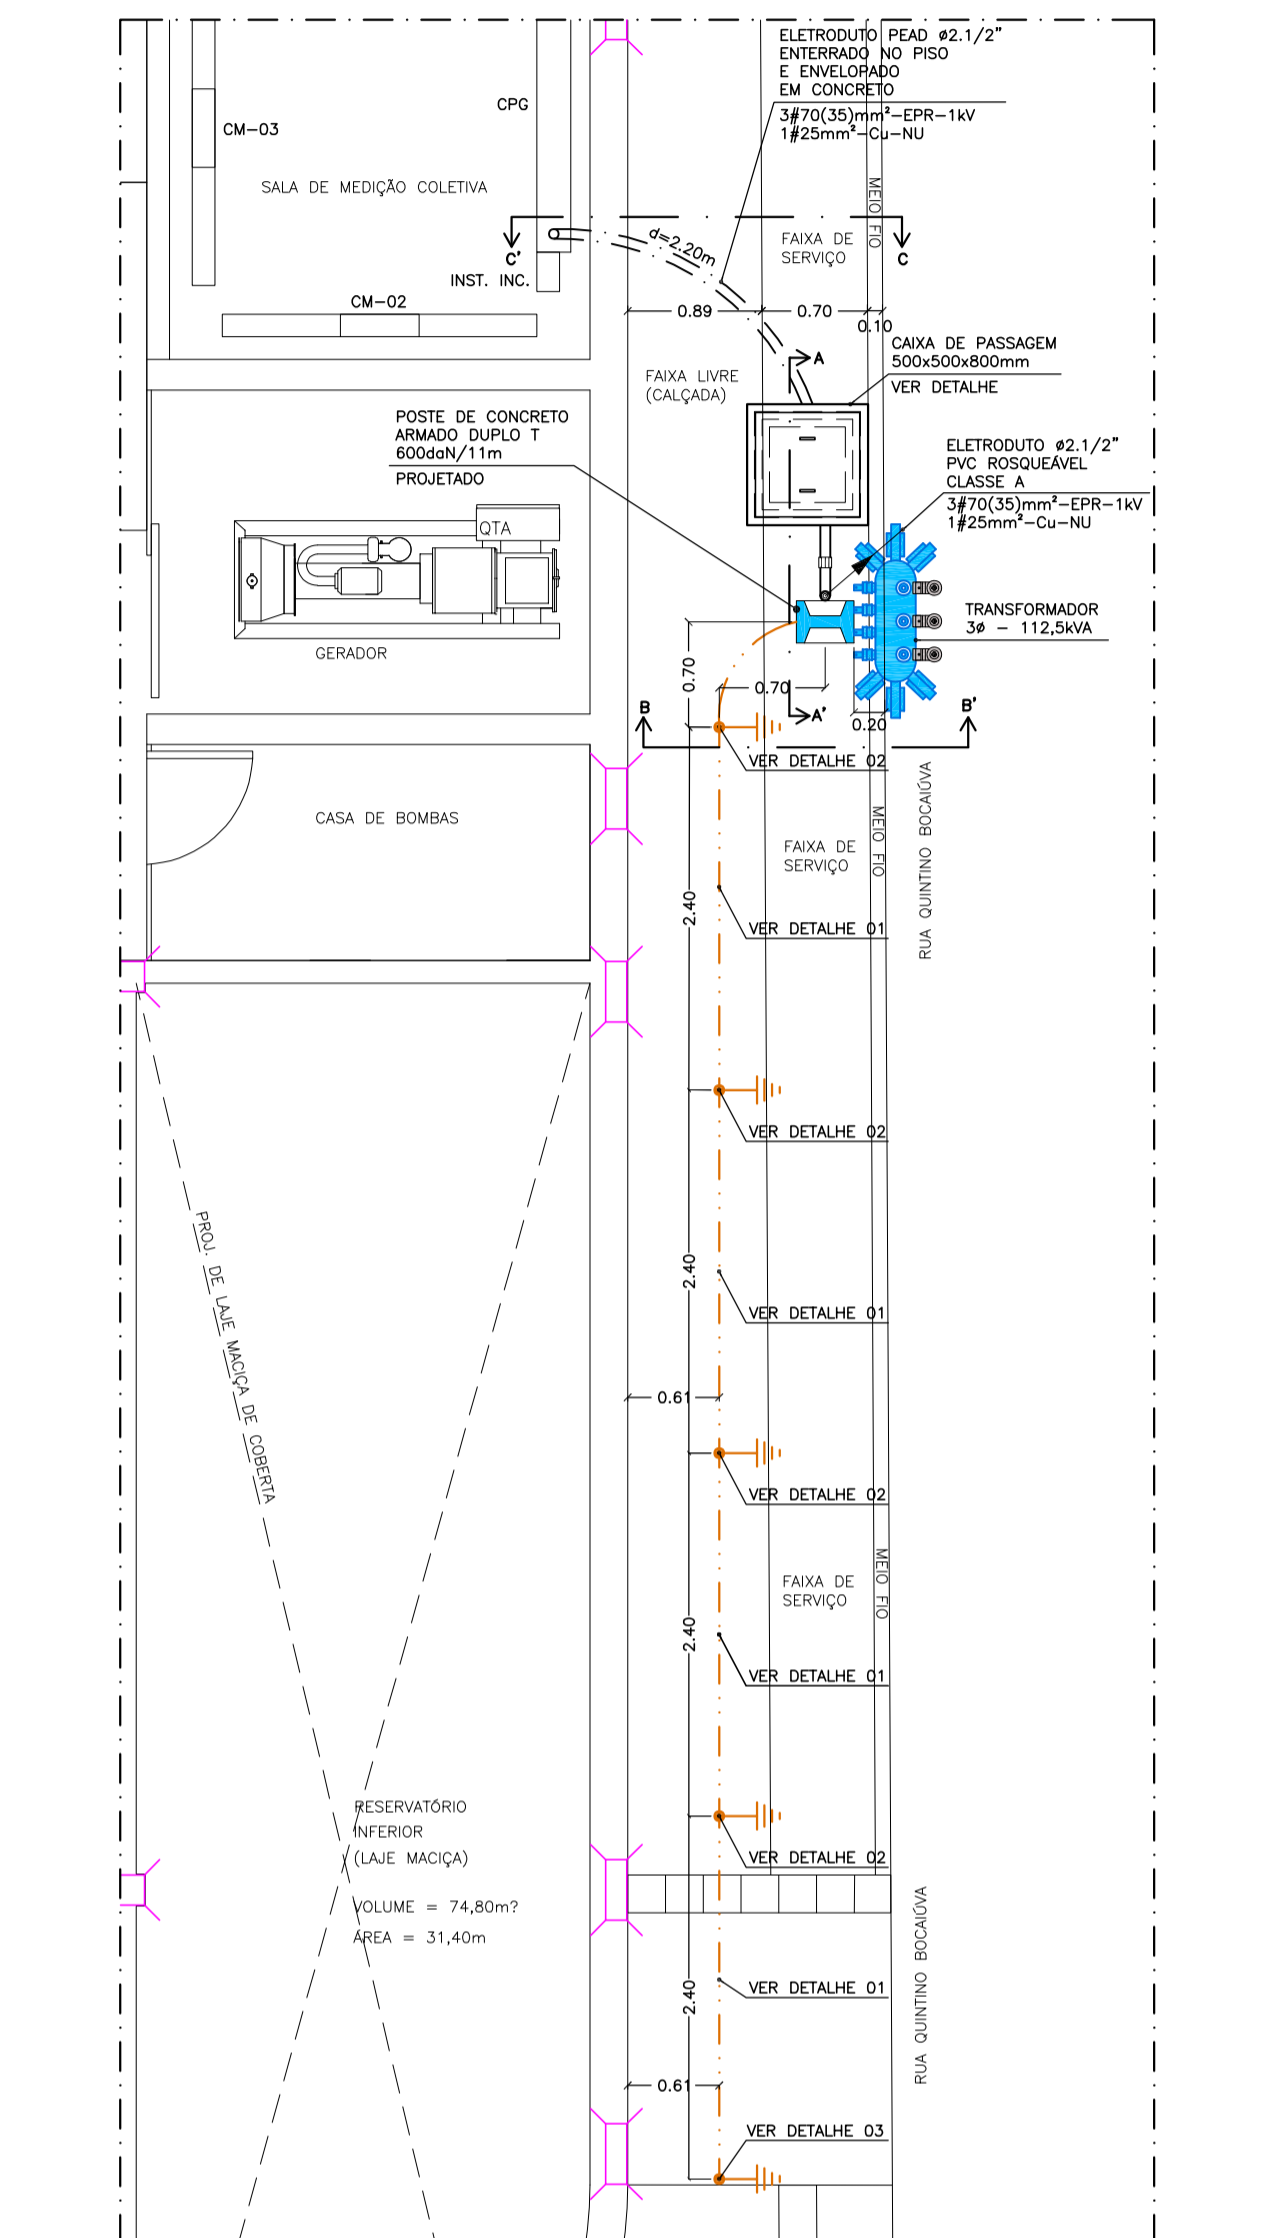 ELETRODUTO PEAD ø2.1/2"
ENTERRADO NO PISO
E ENVELOPADO
EM CONCRETO
3#70(35)mm²-EPR-1kV
1#25mm²-Cu-NU
CPG
CM-03
SALA DE MEDIÇÃO COLETIVA
MEIO FIO
d=2.20m
FAIXA DE
SERVIÇO
C'
C
INST. INC.
CM-02
0.89
0.70
0.10
CAIXA DE PASSAGEM
500x500x800mm
VER DETALHE
A
FAIXA LIVRE
(CALÇADA)
POSTE DE CONCRETO
ARMADO DUPLO T
600daN/11m
PROJETADO
ELETRODUTO ø2.1/2"
PVC ROSQUEÁVEL
CLASSE A
3#70(35)mm²-EPR-1kV
1#25mm²-Cu-NU
QTA
TRANSFORMADOR
3ø - 112,5kVA
GERADOR
0.70
0.70
A'
0.20
B
B'
VER DETALHE 02
CASA DE BOMBAS
MEIO FIO
FAIXA DE
SERVIÇO
RUA QUINTINO BOCAIÚVA
2.40
VER DETALHE 01
VER DETALHE 02
2.40
VER DETALHE 01
PROJ. DE LAJE MACIÇA DE COBERTA
0.61
VER DETALHE 02
MEIO FIO
FAIXA DE
SERVIÇO
2.40
VER DETALHE 01
RESERVATÓRIO
INFERIOR
(LAJE MACIÇA)
VOLUME = 74,80m?
ÁREA = 31,40m
VER DETALHE 02
RUA QUINTINO BOCAIÚVA
2.40
VER DETALHE 01
0.61
VER DETALHE 03